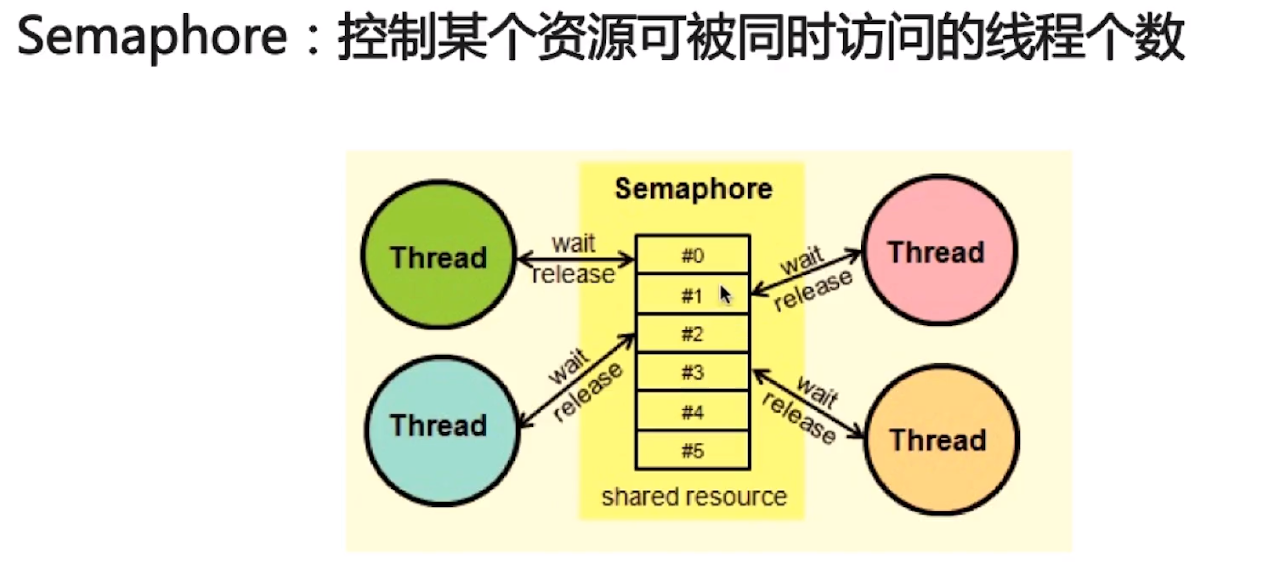 Semaphore：控制某个资源可被同时访问的线程个数
Semaphore
Thread
wait
release
#0
#1
#2
#3
#4
#5
wait
release
Thread
Thread
wait
release
wait
release
Thread
shared resource